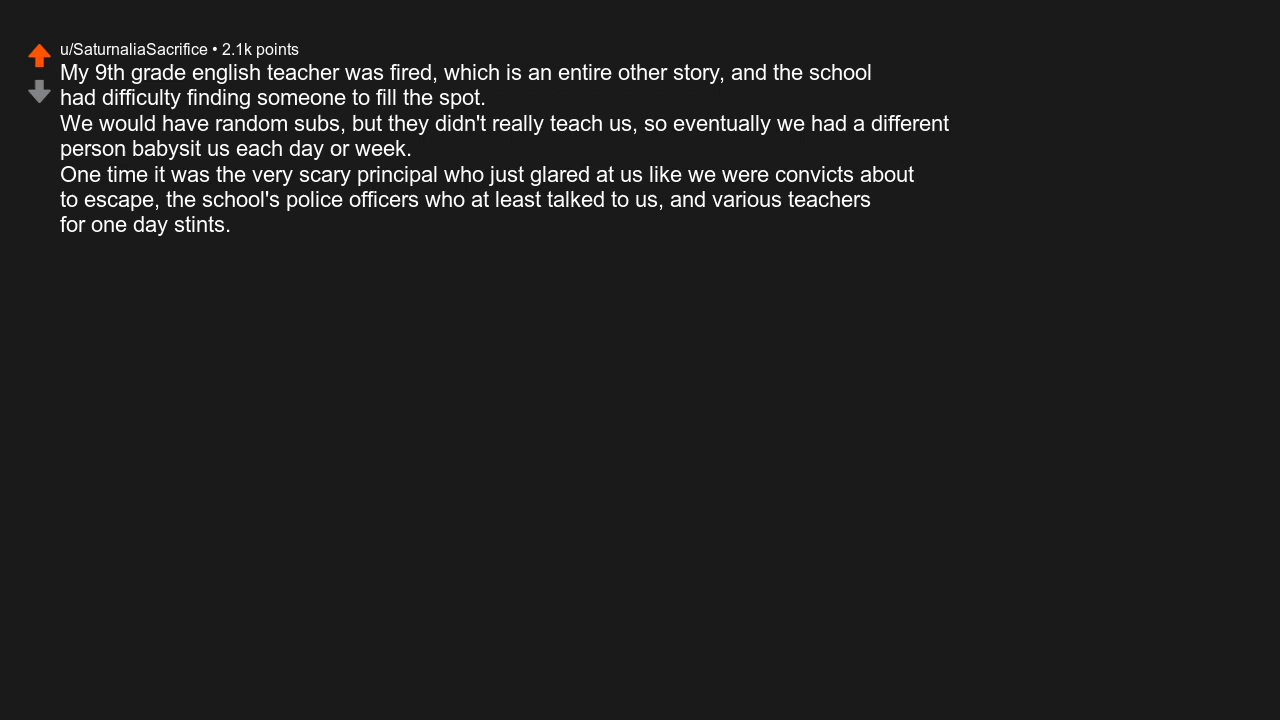 u/SaturnaliaSacrifice • 2.1k points
My 9th grade english teacher was fired, which is an entire other story, and the school
had difficulty finding someone to fill the spot.
We would have random subs, but they didn't really teach us, so eventually we had a different
person babysit us each day or week.
One time it was the very scary principal who just glared at us like we were convicts about
to escape, the school's police officers who at least talked to us, and various teachers
for one day stints.